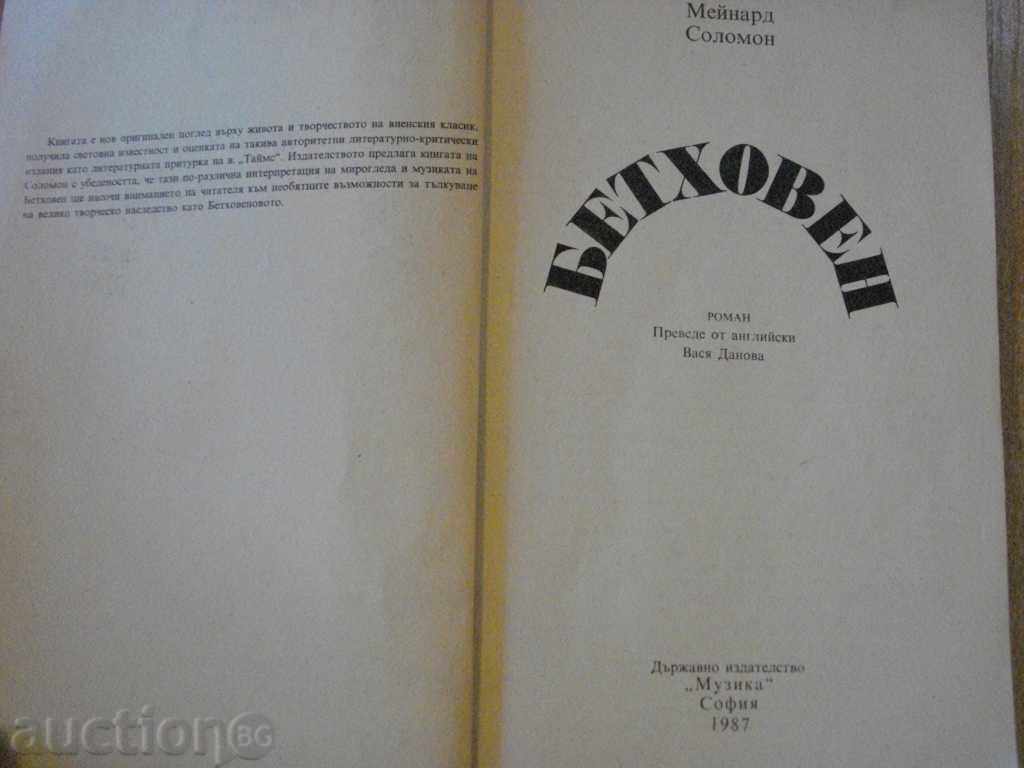 Книгата е нов оригинален поглед върху живота и творчеството на виенския класик,
получила световна известност и оценката на такива авторитетни литературно-критически
издания като литературната притурка на в. „Таймс". Издателството предлага книгата на
Соломон с убедеността, че тази по-различна интерпретация на мирогледа и музиката на
Бетховен ще насочи вниманието на читателя към необятните възможности за тълкуване
на велико творческо наследство като Бетховеновото.
Мейнард
Соломон
БЕТХОВЕН
РОМАН
Преведе от английски
Вася Данова
Държавно издателство
„Музика"
София
1987
auction BG